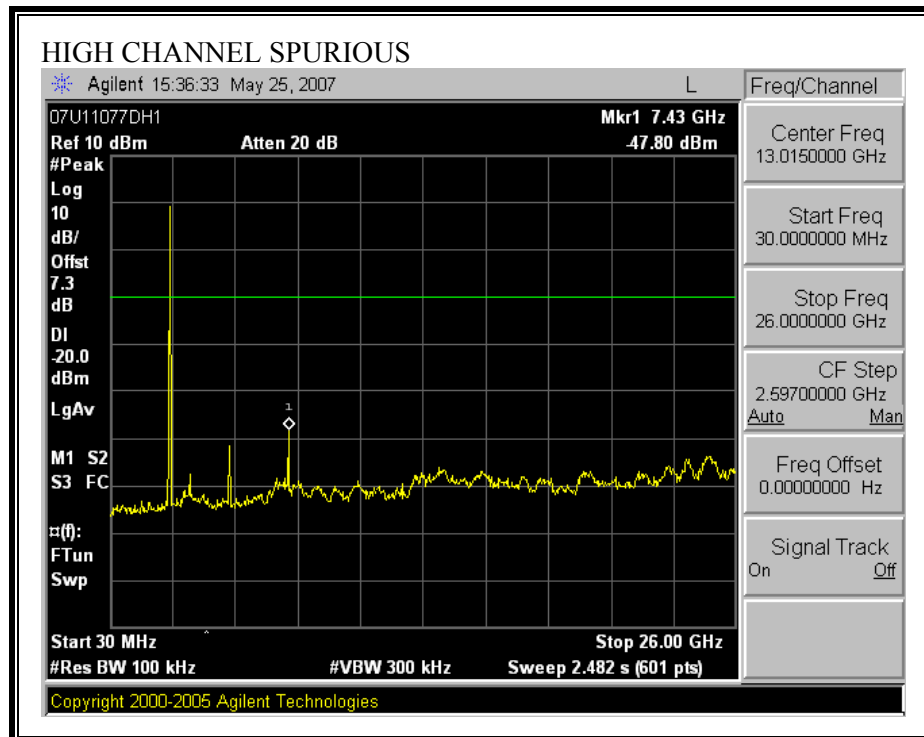 HIGH CHANNEL SPURIOUS
Agilent 15:36:33 May 25, 2007 L
Freq/Channel
07U11077DH1 Mkr1 7.43 GHz
Ref 10 dBm Atten 20 dB -47.80 dBm
#Peak
Log
10
dB/
Offst
7.3
dB
DI
-20.0
dBm
LgAv
M1 S2
S3 FC
¤(f):
FTun
Swp
1
Start 30 MHz Stop 26.00 GHz
#Res BW 100 kHz #VBW 300 kHz Sweep 2.482 s (601 pts)
Copyright 2000-2005 Agilent Technologies
Center Freq
13.0150000 GHz
Start Freq
30.0000000 MHz
Stop Freq
26.0000000 GHz
CF Step
2.59700000 GHz
Auto Man
Freq Offset
0.00000000 Hz
Signal Track
On Off